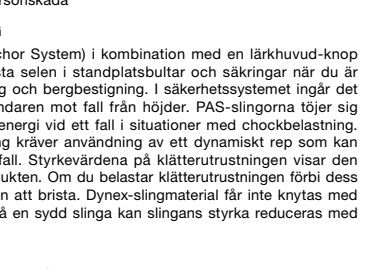 ersonskada
chor System) i kombination med en lärkhuvud-knop
sta selen i standplatsbultar och säkringar när du är
g och bergbestigning. I säkerhetssystemet ingår det
ndaren mot fall från höjder. PAS-slingorna töjer sig
energi vid ett fall i situationer med chockbelastning.
ng kräver användning av ett dynamiskt rep som kan
fall. Styrkevärdena på klätterutrustningen visar den
ukten. Om du belastar klätterutrustningen förbi dess
n att brista. Dynex-slingmaterial får inte knytas med
å en sydd slinga kan slingans styrka reduceras med